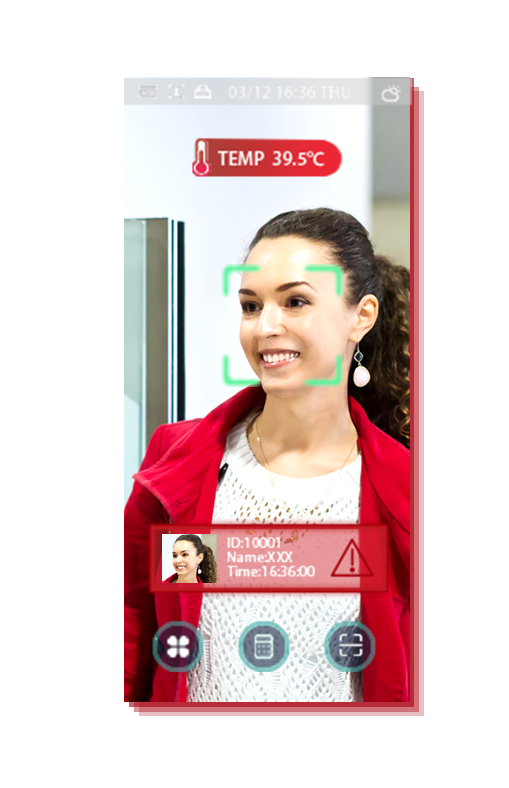 03/12 16:36 THU
TEMP 39.5℃
ID:10001
Name:XXX
Time:16:36:00